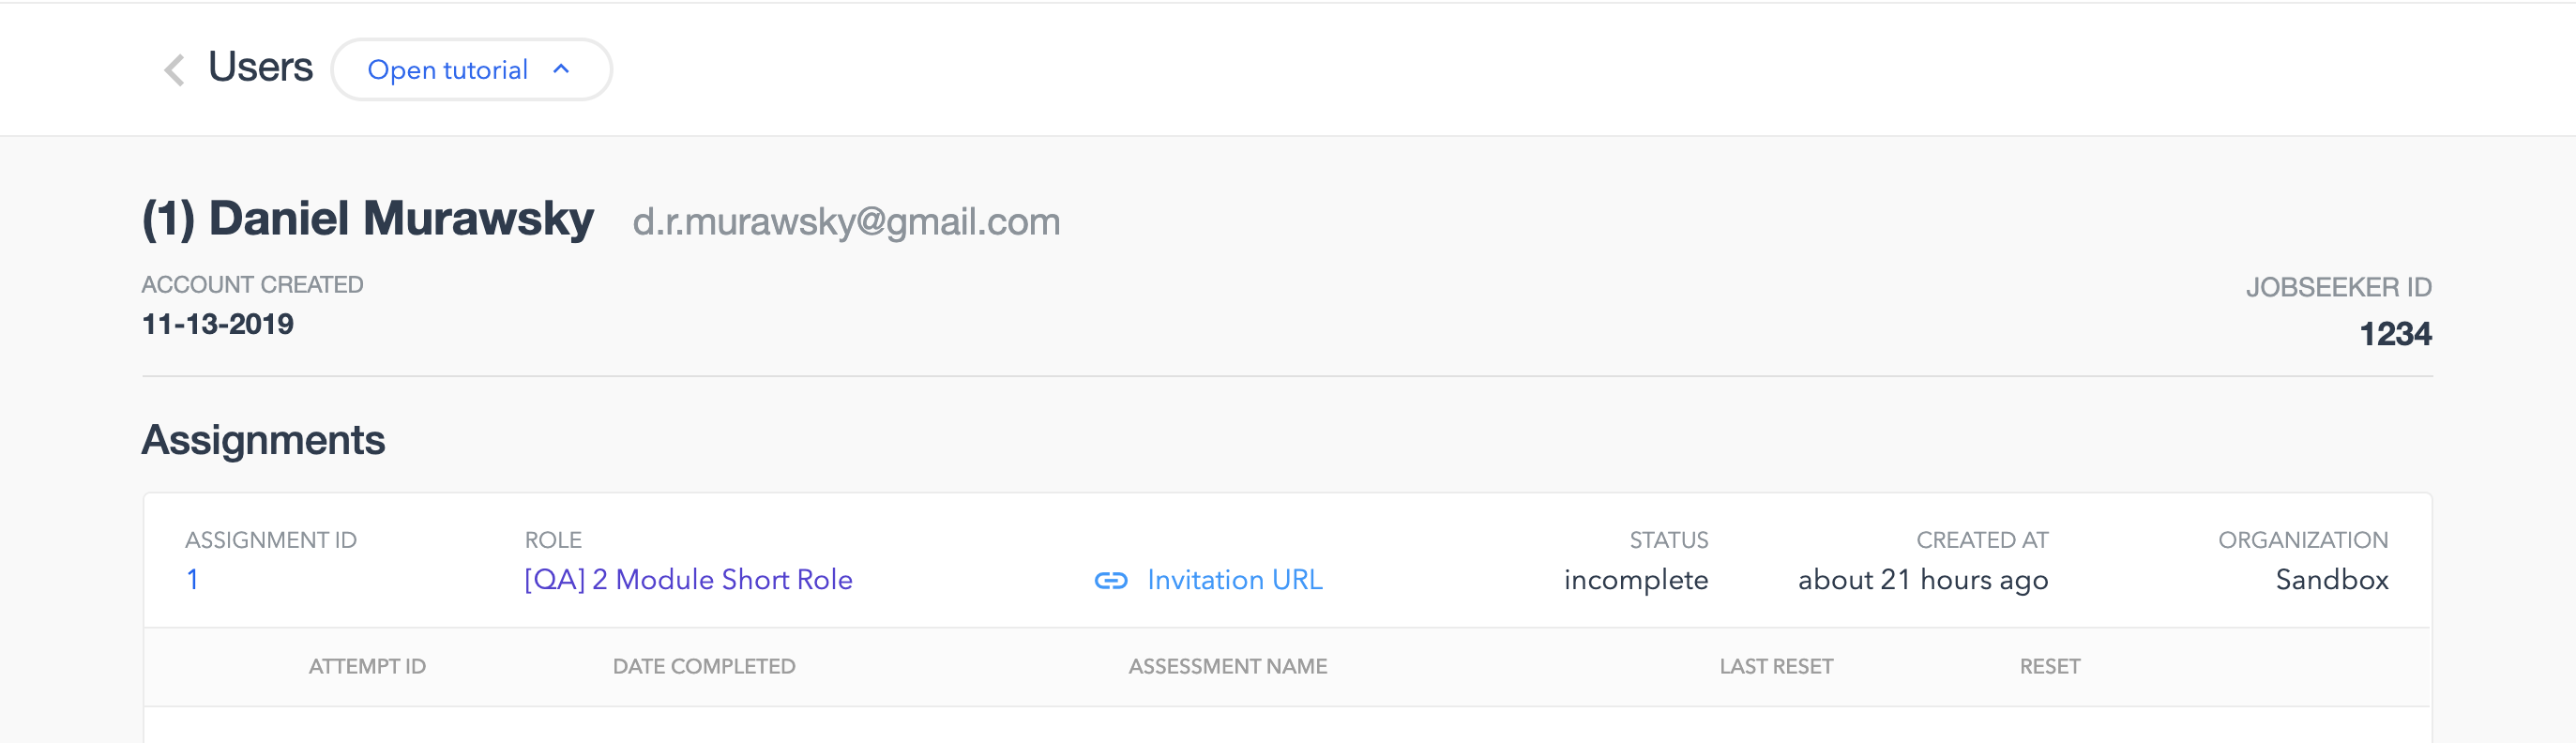 Users Open tutorial
(1) Daniel Murawsky d.r.murawsky@gmail.com
ACCOUNT CREATED JOBSEEKER ID
11-13-2019 1234
Assignments
ASSIGNMENT ID ROLE STATUS CREATED AT ORGANIZATION
1 [QA] 2 Module Short Role Invitation URL incomplete about 21 hours ago Sandbox
ATTEMPT ID DATE COMPLETED ASSESSMENT NAME LAST RESET RESET